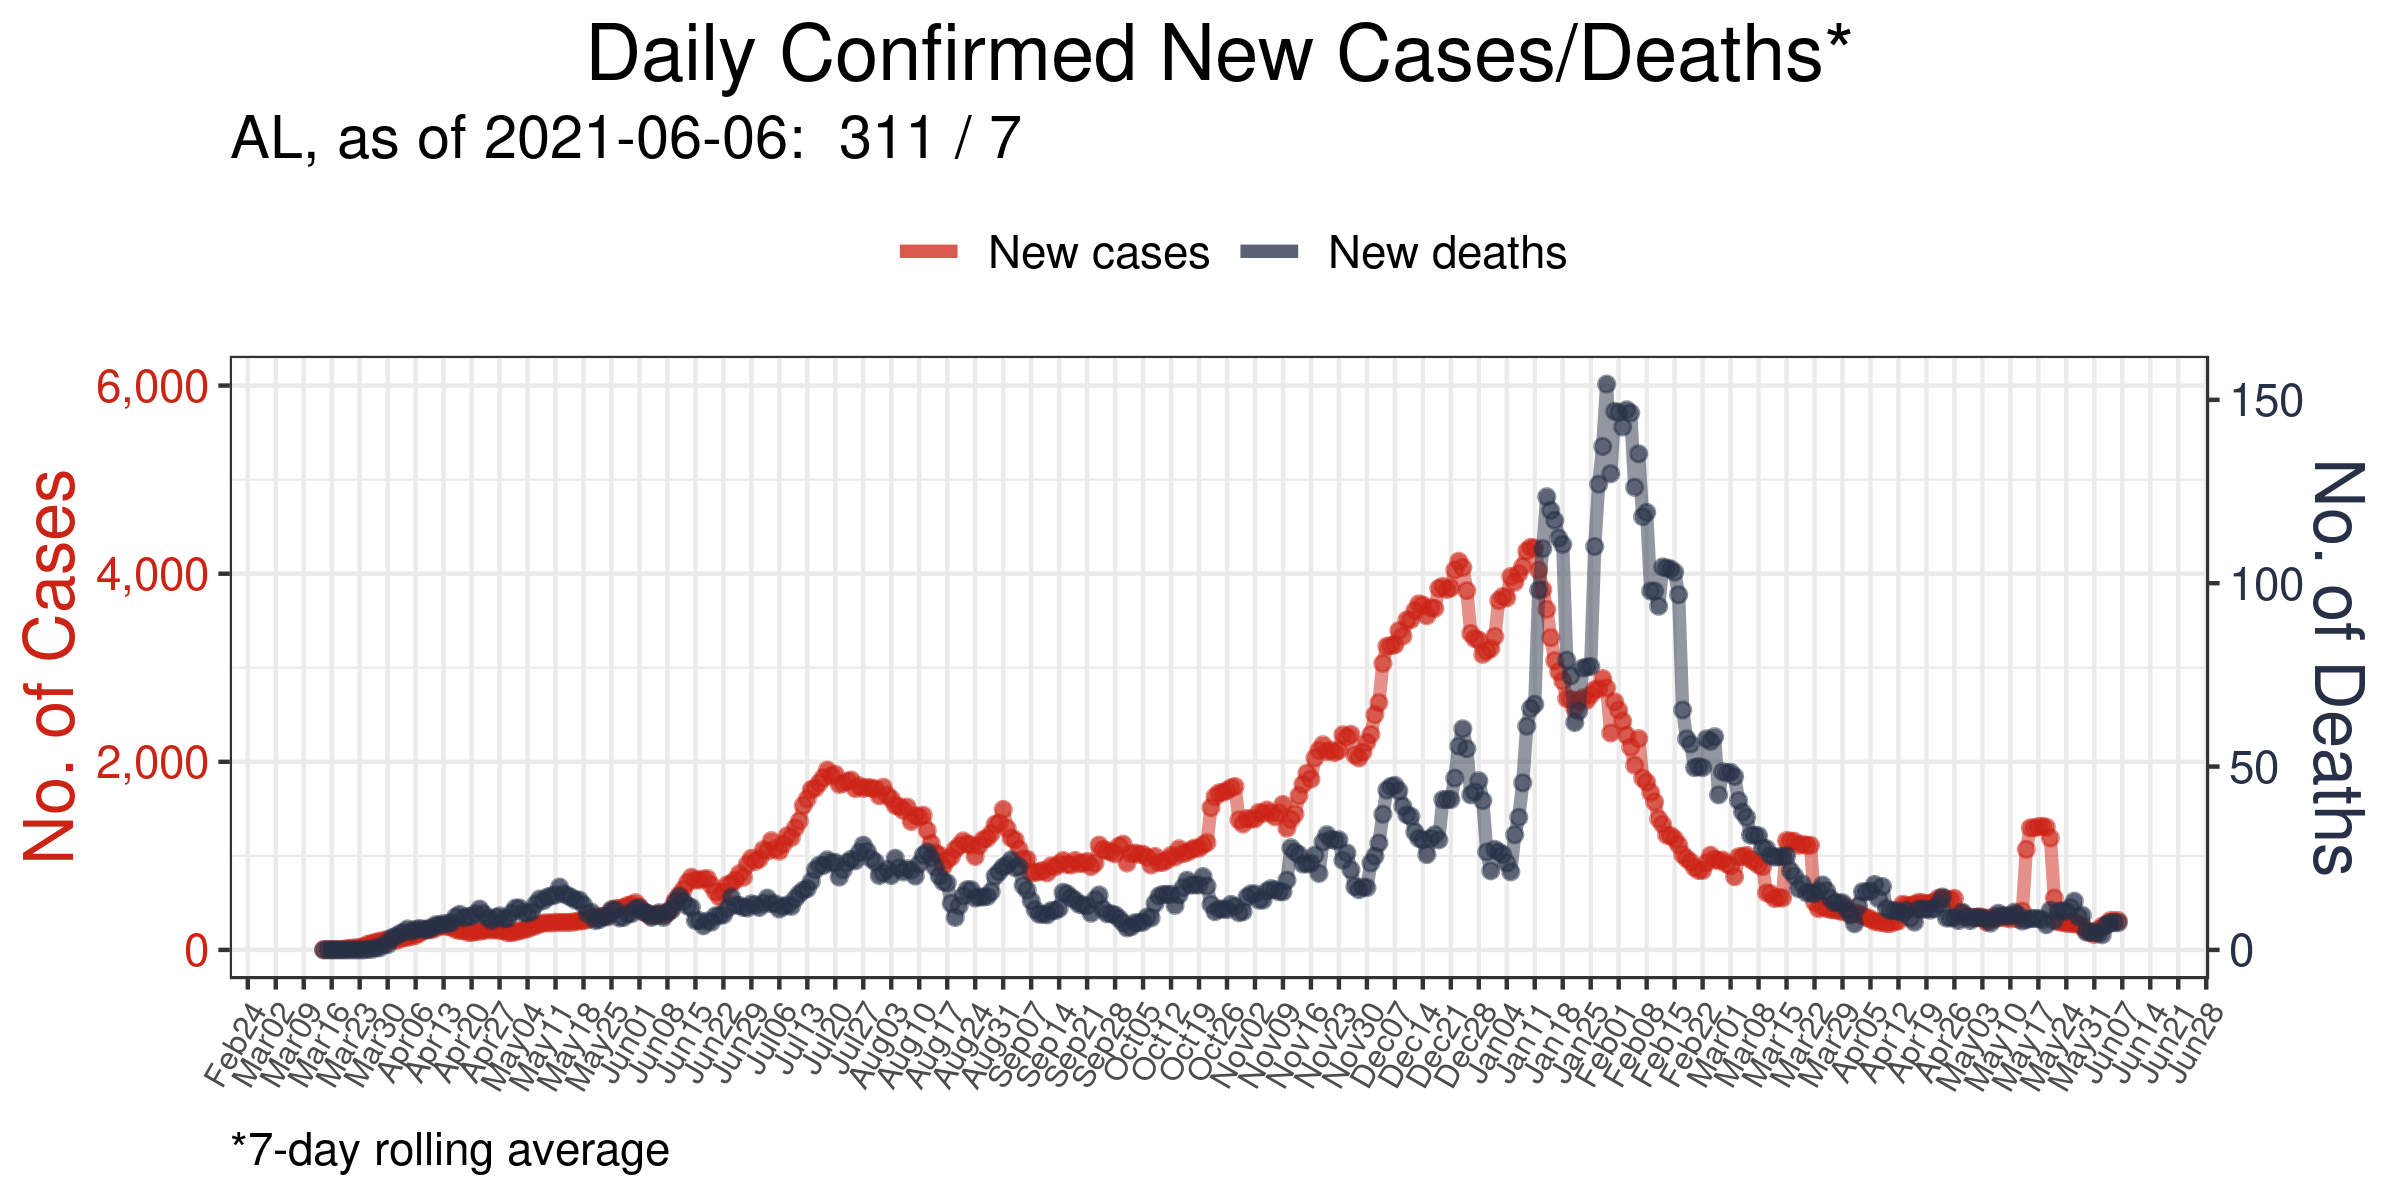 Daily Confirmed New Cases/Deaths*
AL, as of 2021-06-06:  311 / 7
New cases
New deaths
No. of Cases
6,000
4,000
2,000
0
150
100
50
0
No. of Deaths
Feb24
Mar02
Mar09
Mar16
Mar23
Mar30
Apr06
Apr13
Apr20
Apr27
May04
May11
May18
May25
Jun01
Jun08
Jun15
Jun22
Jun29
Jul06
Jul13
Jul20
Jul27
Aug03
Aug10
Aug17
Aug24
Aug31
Sep07
Sep14
Sep21
Sep28
Oct05
Oct12
Oct19
Oct26
Nov02
Nov09
Nov16
Nov23
Nov30
Dec07
Dec14
Dec21
Dec28
Jan04
Jan11
Jan18
Jan25
Feb01
Feb08
Feb15
Feb22
Mar01
Mar08
Mar15
Mar22
Mar29
Apr05
Apr12
Apr19
Apr26
May03
May10
May17
May24
May31
Jun07
Jun14
Jun21
Jun28
*7-day rolling average